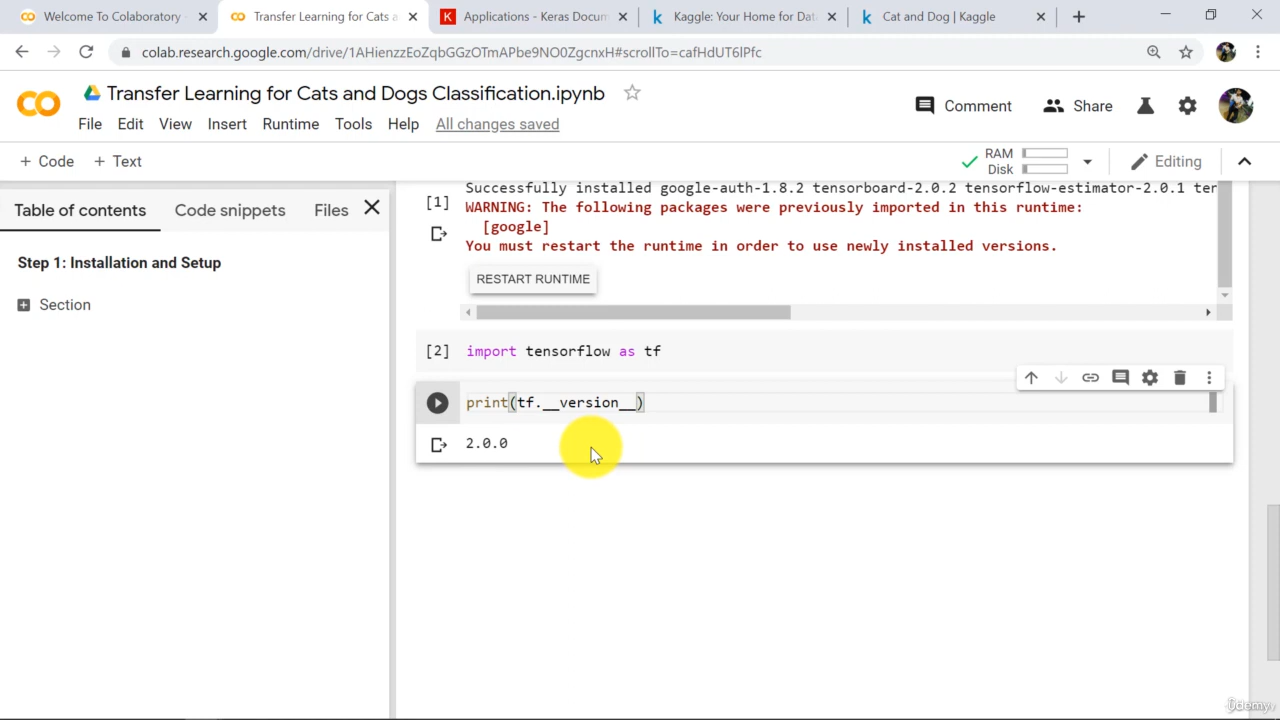 Welcome To Colaboratory
Transfer Learning for Cats a
Applications - Keras Docum
Kaggle: Your Home for Dat
Cat and Dog | Kaggle
colab.research.google.com/drive/1AHienzzEoZqbGGzOTmAPbe9NO0ZgcnxH#scrollTo=cafHdUT6lPfc
Transfer Learning for Cats and Dogs Classification.ipynb
Comment
Share
File Edit View Insert Runtime Tools Help All changes saved
+ Code + Text
RAM
Disk
Editing
Table of contents Code snippets Files
Step 1: Installation and Setup
Section
Successfully installed google-auth-1.8.2 tensorboard-2.0.2 tensorflow-estimator-2.0.1 ter
[1]
WARNING: The following packages were previously imported in this runtime:
[google]
You must restart the runtime in order to use newly installed versions.
RESTART RUNTIME
[2] import tensorflow as tf
print(tf.__version__)
2.0.0
Udemy